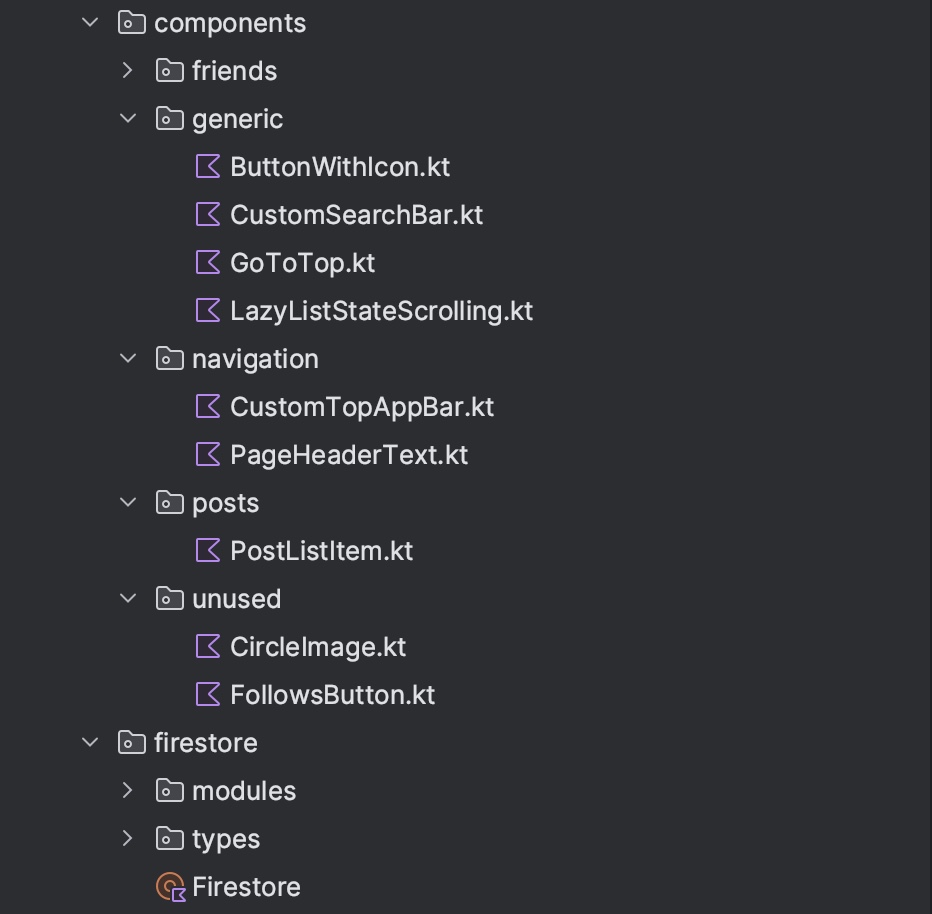 components
friends
generic
ButtonWithIcon.kt
CustomSearchBar.kt
GoToTop.kt
LazyListStateScrolling.kt
navigation
CustomTopAppBar.kt
PageHeaderText.kt
posts
PostListItem.kt
unused
CircleImage.kt
FollowsButton.kt
firestore
modules
types
Firestore